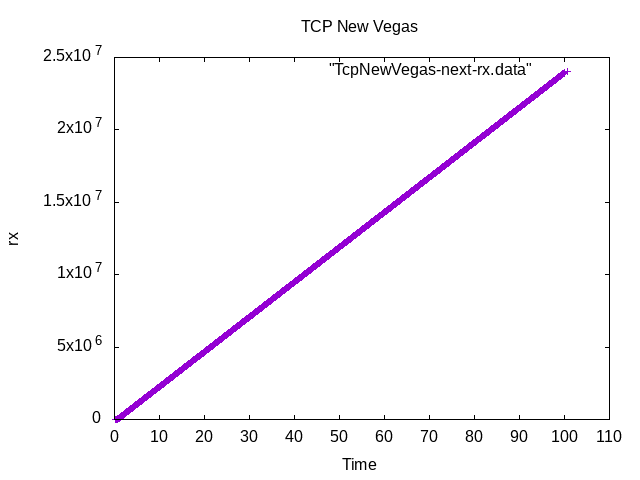 TCP New Vegas
2.5x10^7
"TcpNewVegas-next-rx.data"
2x10^7
1.5x10^7
rx
1x10^7
5x10^6
0
0 10 20 30 40 50 60 70 80 90 100 110
Time